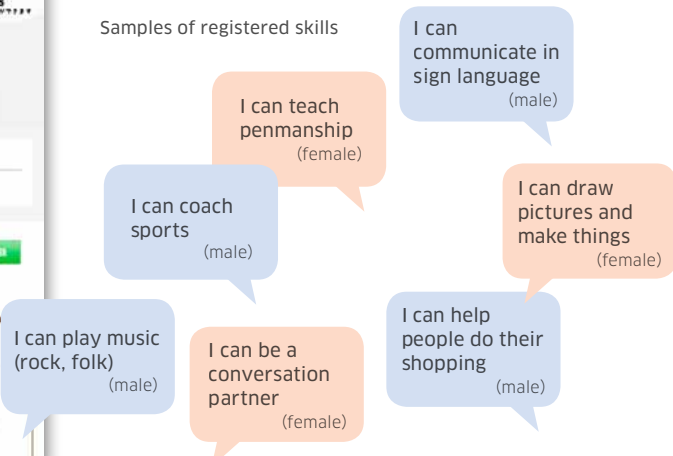 Samples of registered skills
I can
communicate in
sign language
(male)
I can teach
penmanship
(female)
I can coach
sports
(male)
I can draw
pictures and
make things
(female)
I can play music
(rock, folk)
(male)
I can be a
conversation
partner
(female)
I can help
people do their
shopping
(male)